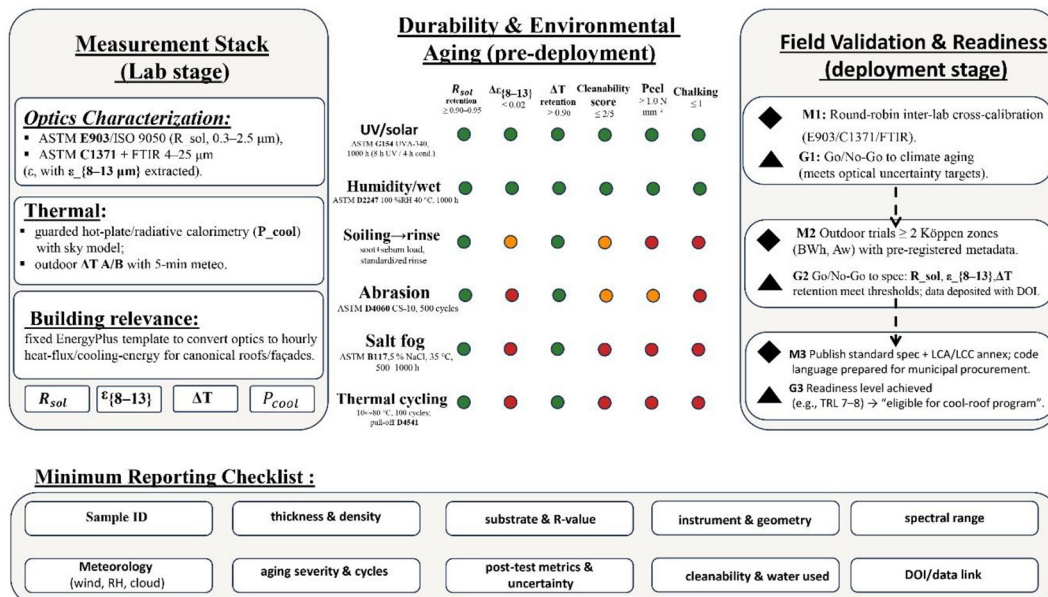 Measurement Stack
(Lab stage)
Optics Characterization:
▪ ASTM E903/ISO 9050 (R_sol, 0.3–2.5 μm),
▪ ASTM C1371 + FTIR 4–25 μm
(ε, with ε_{8–13 μm} extracted).
Thermal:
▪ guarded hot-plate/radiative calorimetry (P_cool)
with sky model;
▪ outdoor ΔT A/B with 5-min meteo.
Building relevance:
fixed EnergyPlus template to convert optics to hourly
heat-flux/cooling-energy for canonical roofs/façades.
R_sol ε{8–13} ΔT P_cool
Durability & Environmental
Aging (pre-deployment)
R_sol Δε{8–13} ΔT Cleanability Peel Chalking
retention < 0.02 retention score > 1.0 N ≤ 1
≥ 0.90–0.95 > 0.90 ≤ 2/5 mm⁻¹
UV/solar
ASTM G154 UVA-340,
1000 h (8 h UV / 4 h cond.)
Humidity/wet
ASTM D2247 100 %RH 40 °C, 1000 h
Soiling→rinse
soot+sebum load,
standardized rinse
Abrasion
ASTM D4060 CS-10, 500 cycles
Salt fog
ASTM B117,5 % NaCl, 35 °C,
500–1000 h
Thermal cycling
10↔80 °C, 100 cycles;
pull-off D4541
Field Validation & Readiness
(deployment stage)
M1: Round-robin inter-lab cross-calibration
(E903/C1371/FTIR).
G1: Go/No-Go to climate aging
(meets optical uncertainty targets).
M2 Outdoor trials ≥ 2 Köppen zones
(BWh, Aw) with pre-registered metadata.
G2 Go/No-Go to spec: R_sol, ε_{8–13},ΔT
retention meet thresholds; data deposited with DOI.
M3 Publish standard spec + LCA/LCC annex; code
language prepared for municipal procurement.
G3 Readiness level achieved
(e.g., TRL 7–8) → "eligible for cool-roof program".
Minimum Reporting Checklist :
Sample ID
thickness & density
substrate & R-value
instrument & geometry
spectral range
Meteorology
(wind, RH, cloud)
aging severity & cycles
post-test metrics &
uncertainty
cleanability & water used
DOI/data link